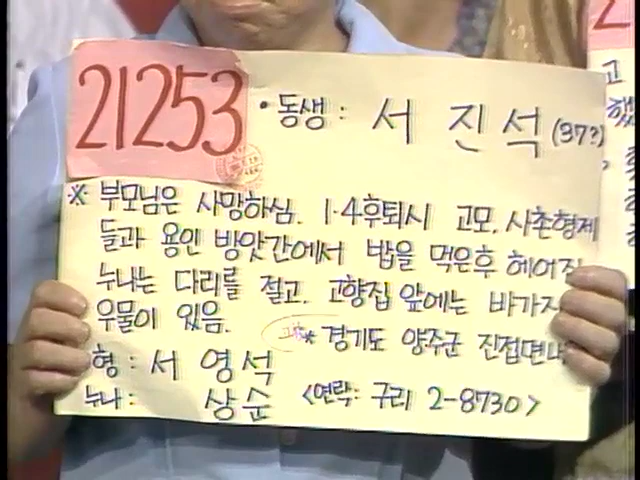 21253
• 동생: 서 진 석 (37?)
※ 부모님은 사망하심. 1·4후퇴시 고모, 사촌형제
들과 용인 방앗간에서 밥을 먹은후 헤어져
누나는 다리를 절고. 고향집 앞에는 바가지
우물이 있음.
고향 ※ 경기도 양주군 진접면
형: 서 영석
누나: 상순 <연락: 구리 2-8730>
2
고